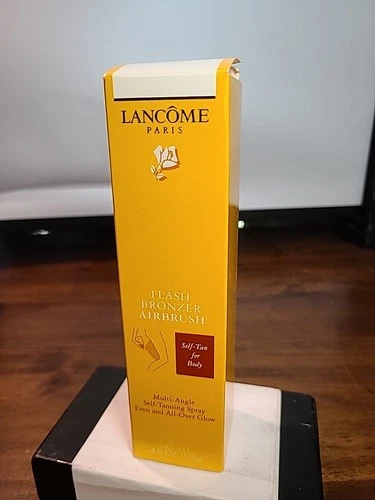 LANCÔME
PARIS
FLASH
BRONZER
AIRBRUSH
Self-Tan
for
Body
Multi-Angle
Self-Tanning Spray
Even and All-Over Glow